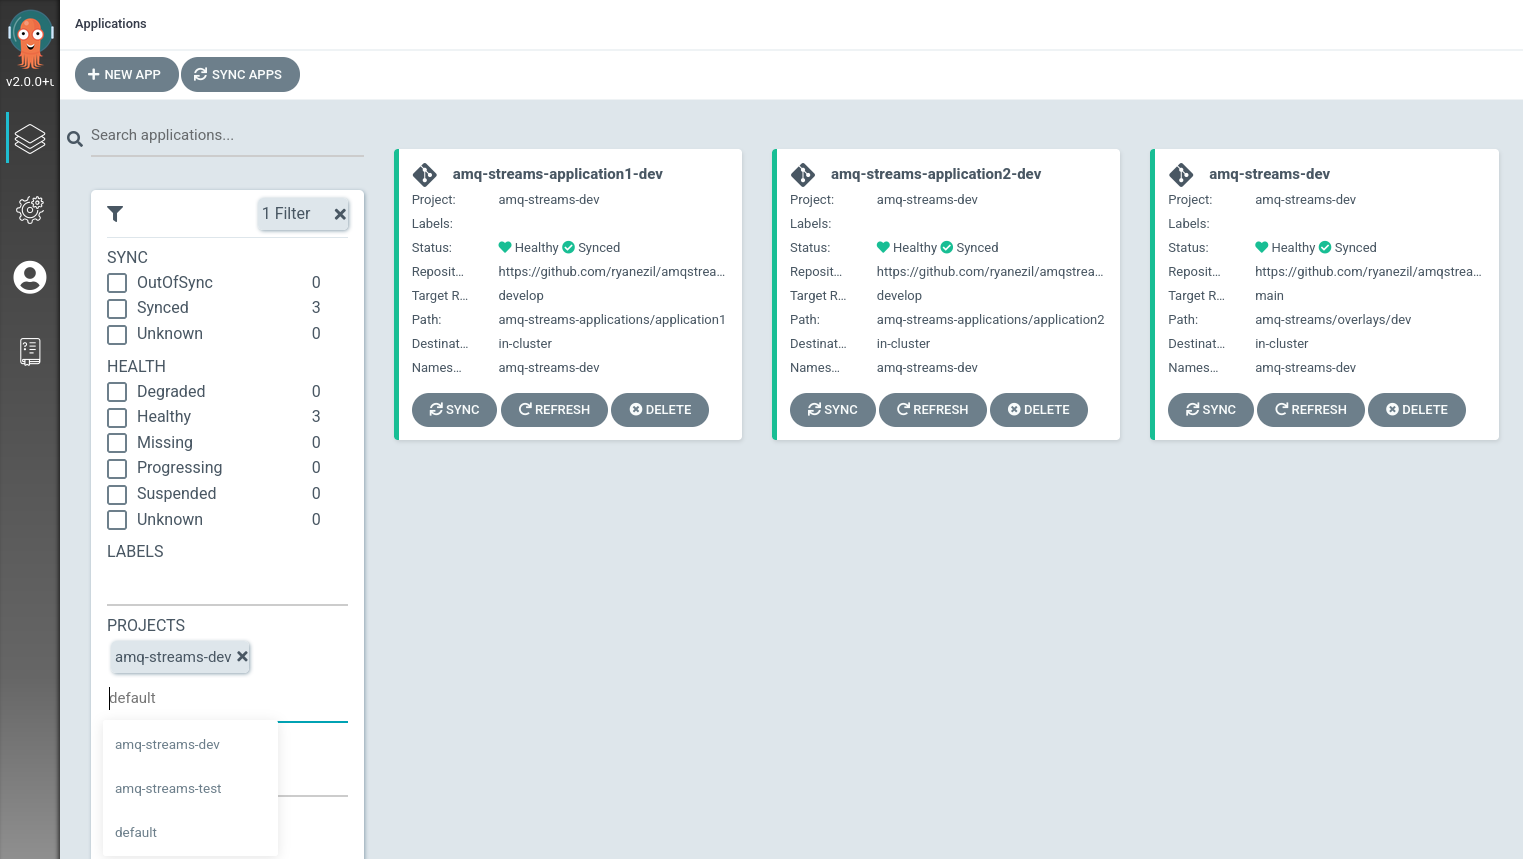 Applications
v2.0.0+
NEW APP
SYNC APPS
Search applications...
1 Filter
SYNC
OutOfSync 0
Synced 3
Unknown 0
HEALTH
Degraded 0
Healthy 3
Missing 0
Progressing 0
Suspended 0
Unknown 0
LABELS
PROJECTS
amq-streams-dev
default
amq-streams-dev
amq-streams-test
default
amq-streams-application1-dev
Project: amq-streams-dev
Labels:
Status: Healthy Synced
Reposit... https://github.com/ryanezil/amqstrea...
Target R... develop
Path: amq-streams-applications/application1
Destinat... in-cluster
Names... amq-streams-dev
SYNC REFRESH DELETE
amq-streams-application2-dev
Project: amq-streams-dev
Labels:
Status: Healthy Synced
Reposit... https://github.com/ryanezil/amqstrea...
Target R... develop
Path: amq-streams-applications/application2
Destinat... in-cluster
Names... amq-streams-dev
SYNC REFRESH DELETE
amq-streams-dev
Project: amq-streams-dev
Labels:
Status: Healthy Synced
Reposit... https://github.com/ryanezil/amqstrea...
Target R... main
Path: amq-streams/overlays/dev
Destinat... in-cluster
Names... amq-streams-dev
SYNC REFRESH DELETE